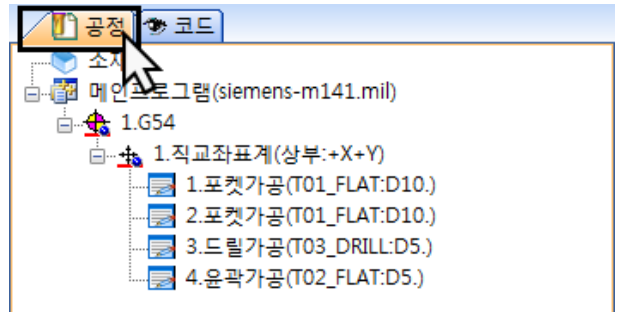 공정 코드
소재
메인프로그램(siemens-m141.mil)
1.G54
1.직교좌표계(상부:+X+Y)
1.포켓가공(T01_FLAT:D10.)
2.포켓가공(T01_FLAT:D10.)
3.드릴가공(T03_DRILL:D5.)
4.윤곽가공(T02_FLAT:D5.)